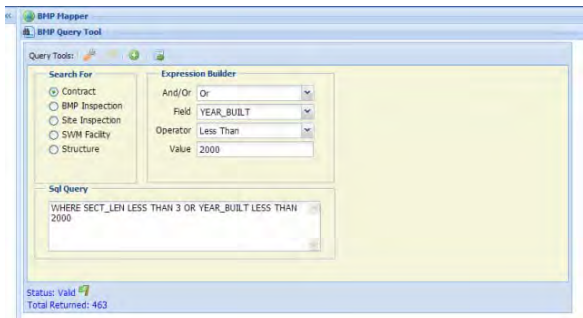 BMP Mapper
BMP Query Tool
Query Tools:
Search For
Contract
BMP Inspection
Site Inspection
SWM Facility
Structure
Expression Builder
And/Or Or
Field YEAR_BUILT
Operator Less Than
Value 2000
Sql Query
WHERE SECT_LEN LESS THAN 3 OR YEAR_BUILT LESS THAN
2000
Status: Valid
Total Returned: 463